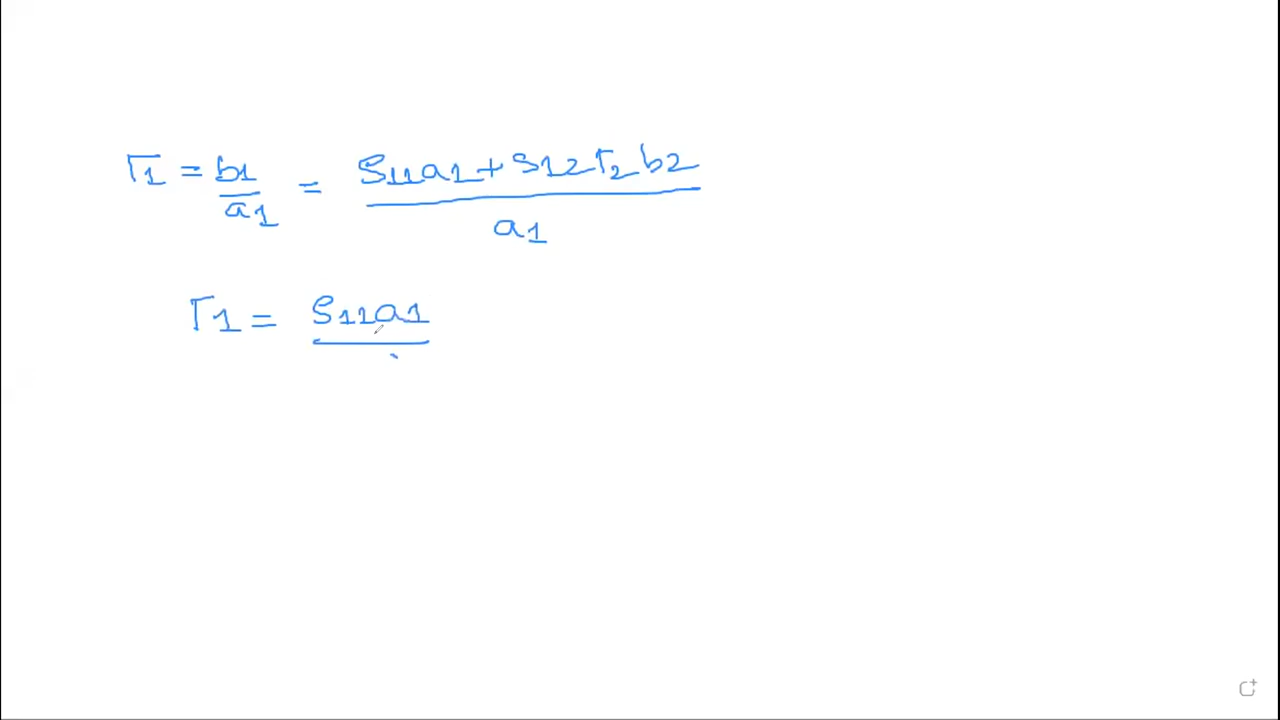 Γ1 = b1/a1 = (S11a1 + S12Γ2b2)/a1
Γ1 = S11a1